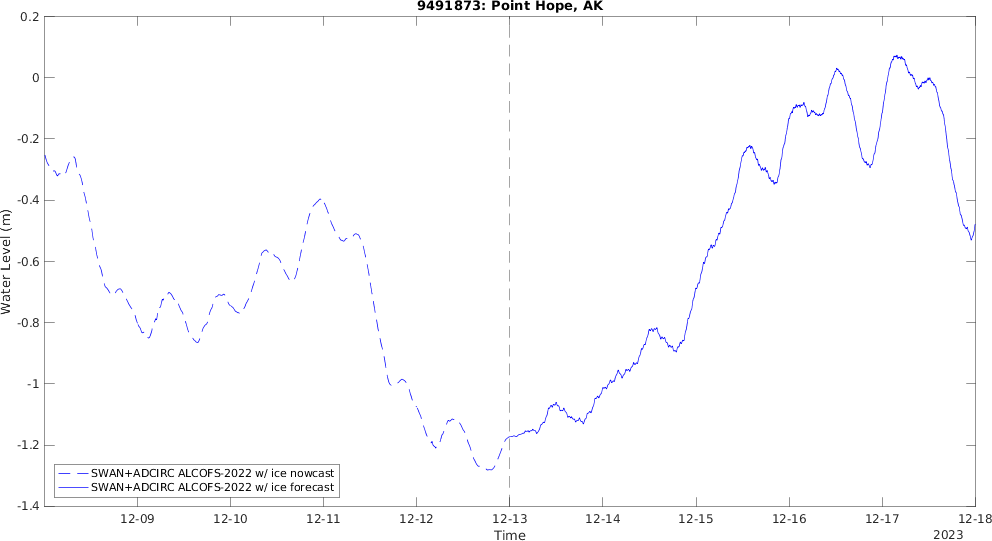 9491873: Point Hope, AK
0.2
0
-0.2
-0.4
-0.6
-0.8
-1
-1.2
-1.4
Water Level (m)
SWAN+ADCIRC ALCOFS-2022 w/ ice nowcast
SWAN+ADCIRC ALCOFS-2022 w/ ice forecast
12-09 12-10 12-11 12-12 12-13 12-14 12-15 12-16 12-17 12-18
Time
2023